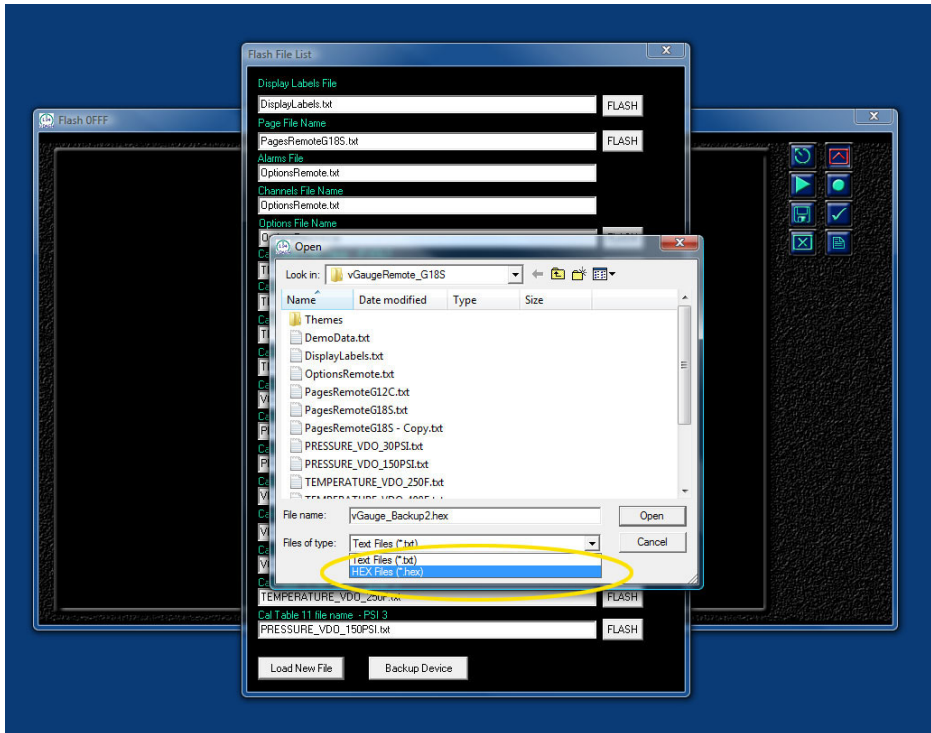 Flash File List
Display Labels File
DisplayLabels.txt FLASH
Page File Name
PagesRemoteG18S.txt FLASH
Alarms File
OptionsRemote.txt
Channels File Name
OptionsRemote.txt
Options File Name
Flash 0FFF
Open
Look in: vGaugeRemote_G18S
Name Date modified Type Size
Themes
DemoData.txt
DisplayLabels.txt
OptionsRemote.txt
PagesRemoteG12C.txt
PagesRemoteG18S.txt
PagesRemoteG18S - Copy.txt
PRESSURE_VDO_30PSI.txt
PRESSURE_VDO_150PSI.txt
TEMPERATURE_VDO_250F.txt
File name: vGauge_Backup2.hex Open
Files of type: Text Files (*.txt) Cancel
Text Files (*.txt)
HEX Files (*.hex)
TEMPERATURE_VDO_250F.txt FLASH
Cal Table 11 file name - PSI 3
PRESSURE_VDO_150PSI.txt FLASH
Load New File Backup Device